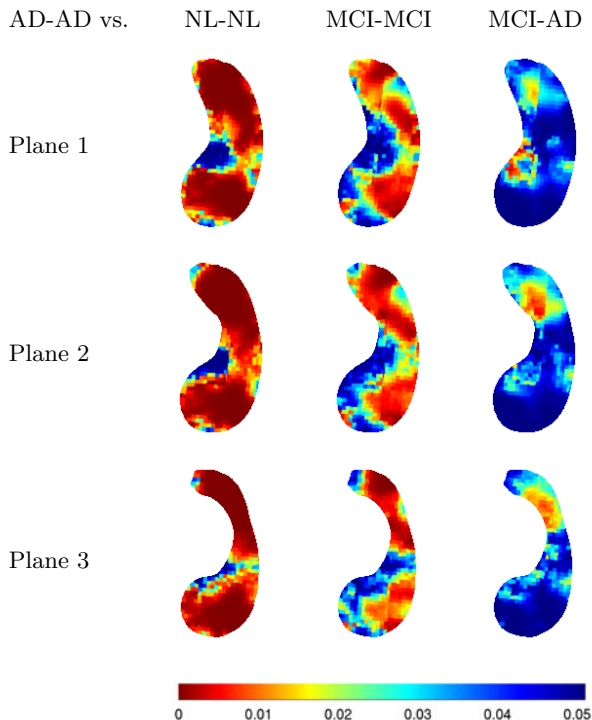 AD-AD vs. NL-NL MCI-MCI MCI-AD
Plane 1
Plane 2
Plane 3
0 0.01 0.02 0.03 0.04 0.05